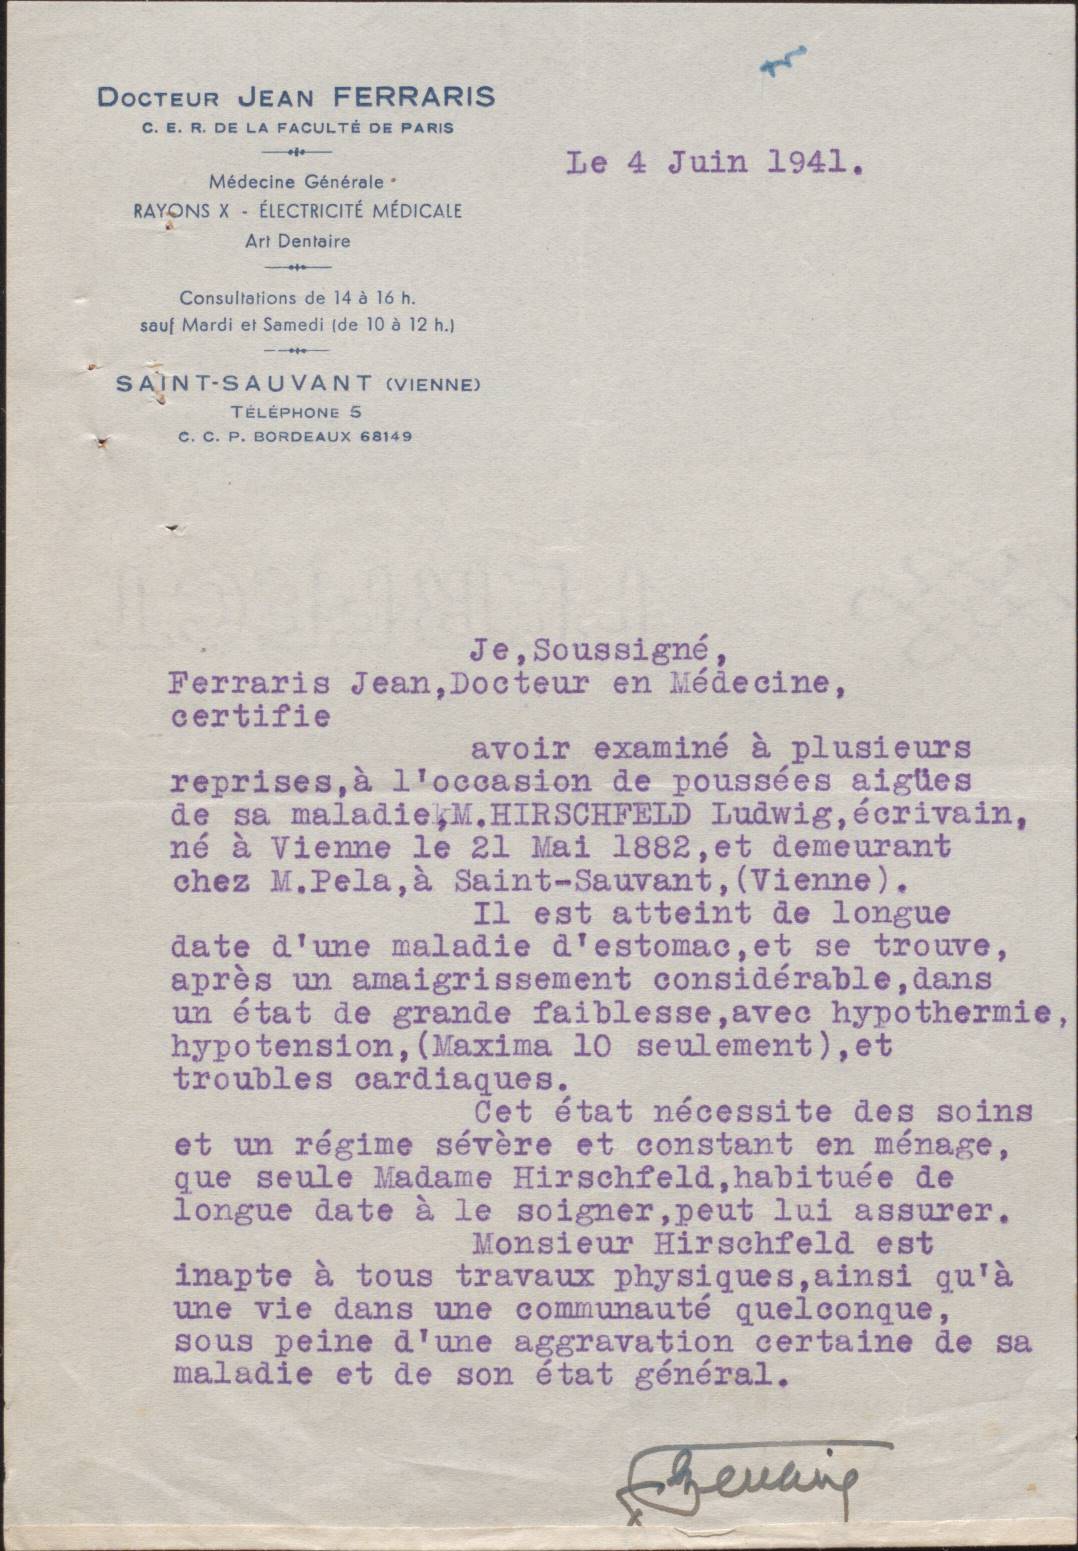 DOCTEUR JEAN FERRARIS
C. E. R. DE LA FACULTÉ DE PARIS
Médecine Générale
RAYONS X - ÉLECTRICITÉ MÉDICALE
Art Dentaire
Consultations de 14 à 16 h.
sauf Mardi et Samedi (de 10 à 12 h.)
SAINT-SAUVANT (VIENNE)
TÉLÉPHONE 5
C. C. P. BORDEAUX 68149
Le 4 Juin 1941.
Je,Soussigné,
Ferraris Jean,Docteur en Médecine,
certifie
avoir examiné à plusieurs
reprises,à l'occasion de poussées aigües
de sa maladie,M.HIRSCHFELD Ludwig,écrivain,
né à Vienne le 21 Mai 1882,et demeurant
chez M.Pela,à Saint-Sauvant,(Vienne).
Il est atteint de longue
date d'une maladie d'estomac,et se trouve,
après un amaigrissement considérable,dans
un état de grande faiblesse,avec hypothermie,
hypotension,(Maxima 10 seulement),et
troubles cardiaques.
Cet état nécessite des soins
et un régime sévère et constant en ménage,
que seule Madame Hirschfeld,habituée de
longue date à le soigner,peut lui assurer.
Monsieur Hirschfeld est
inapte à tous travaux physiques,ainsi qu'à
une vie dans une communauté quelconque,
sous peine d'une aggravation certaine de sa
maladie et de son état général.